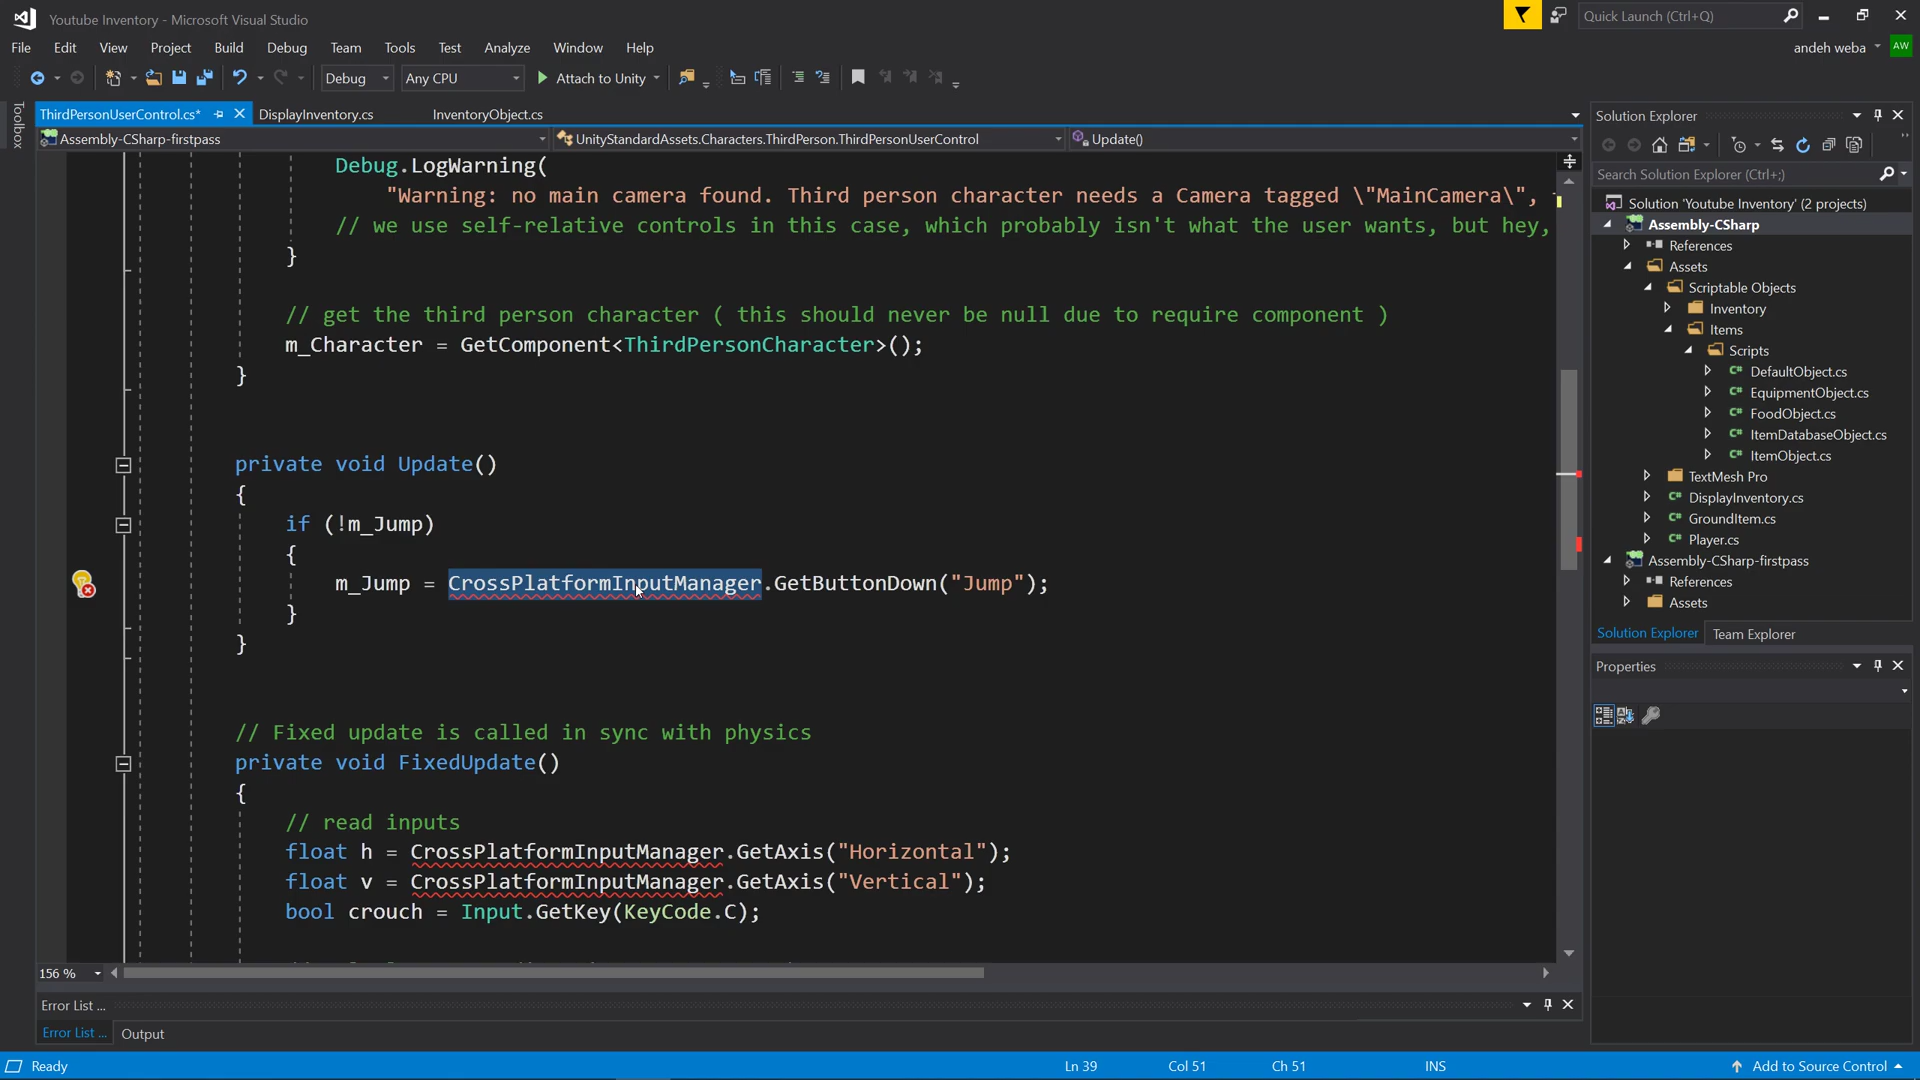 Youtube Inventory - Microsoft Visual Studio
Quick Launch (Ctrl+Q)
File Edit View Project Build Debug Team Tools Test Analyze Window Help
andeh weba AW
Debug Any CPU Attach to Unity
Toolbox
ThirdPersonUserControl.cs* DisplayInventory.cs InventoryObject.cs
Assembly-CSharp-firstpass UnityStandardAssets.Characters.ThirdPerson.ThirdPersonUserControl Update()
Debug.LogWarning(
"Warning: no main camera found. Third person character needs a Camera tagged \"MainCamera\",
// we use self-relative controls in this case, which probably isn't what the user wants, but hey,
}
// get the third person character ( this should never be null due to require component )
m_Character = GetComponent<ThirdPersonCharacter>();
}
private void Update()
{
if (!m_Jump)
{
m_Jump = CrossPlatformInputManager.GetButtonDown("Jump");
}
}
// Fixed update is called in sync with physics
private void FixedUpdate()
{
// read inputs
float h = CrossPlatformInputManager.GetAxis("Horizontal");
float v = CrossPlatformInputManager.GetAxis("Vertical");
bool crouch = Input.GetKey(KeyCode.C);
156 %
Error List ...
Error List ... Output
Ready Ln 39 Col 51 Ch 51 INS Add to Source Control
Solution Explorer
Search Solution Explorer (Ctrl+;)
Solution 'Youtube Inventory' (2 projects)
Assembly-CSharp
References
Assets
Scriptable Objects
Inventory
Items
Scripts
C# DefaultObject.cs
C# EquipmentObject.cs
C# FoodObject.cs
C# ItemDatabaseObject.cs
C# ItemObject.cs
TextMesh Pro
C# DisplayInventory.cs
C# GroundItem.cs
C# Player.cs
Assembly-CSharp-firstpass
References
Assets
Solution Explorer Team Explorer
Properties